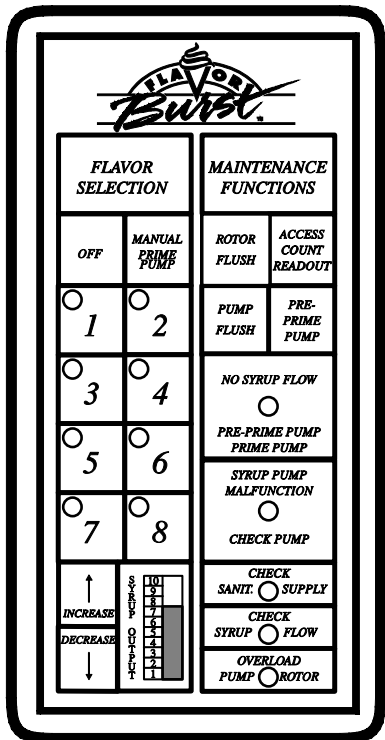 FLAVOR
Burst
FLAVOR
SELECTION
OFF
MANUAL
PRIME
PUMP
1
2
3
4
5
6
7
8
INCREASE
DECREASE
SYRUP OUTPUT
10
9
8
7
6
5
4
3
2
1
MAINTENANCE
FUNCTIONS
ROTOR
FLUSH
ACCESS
COUNT
READOUT
PUMP
FLUSH
PRE-
PRIME
PUMP
NO SYRUP FLOW
PRE-PRIME PUMP
PRIME PUMP
SYRUP PUMP
MALFUNCTION
CHECK PUMP
CHECK
SANIT. SUPPLY
CHECK
SYRUP FLOW
OVERLOAD
PUMP ROTOR